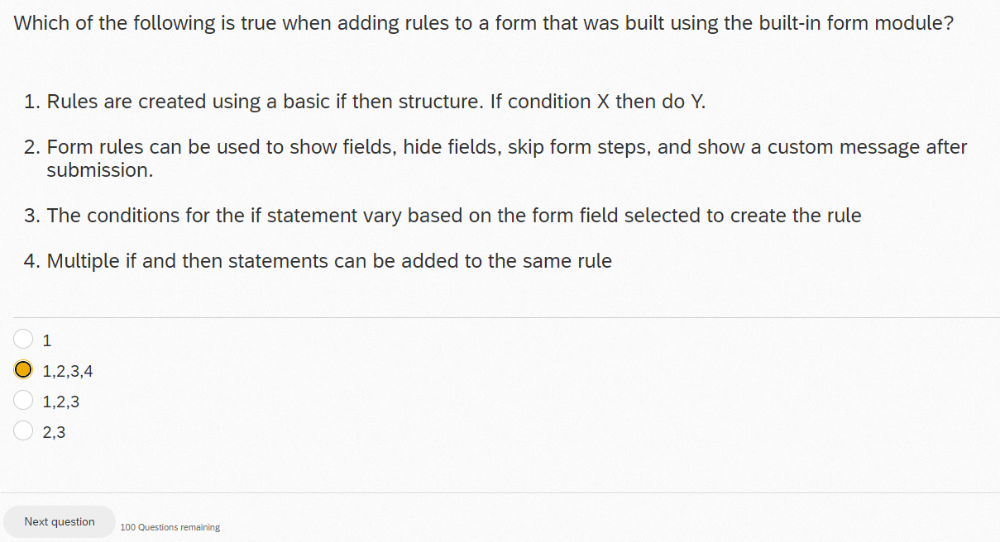 Which of the following is true when adding rules to a form that was built using the built-in form module?
1. Rules are created using a basic if then structure. If condition X then do Y.
2. Form rules can be used to show fields, hide fields, skip form steps, and show a custom message after
submission.
3. The conditions for the if statement vary based on the form field selected to create the rule
4. Multiple if and then statements can be added to the same rule
1
1,2,3,4
1,2,3
2,3
Next question
100 Questions remaining